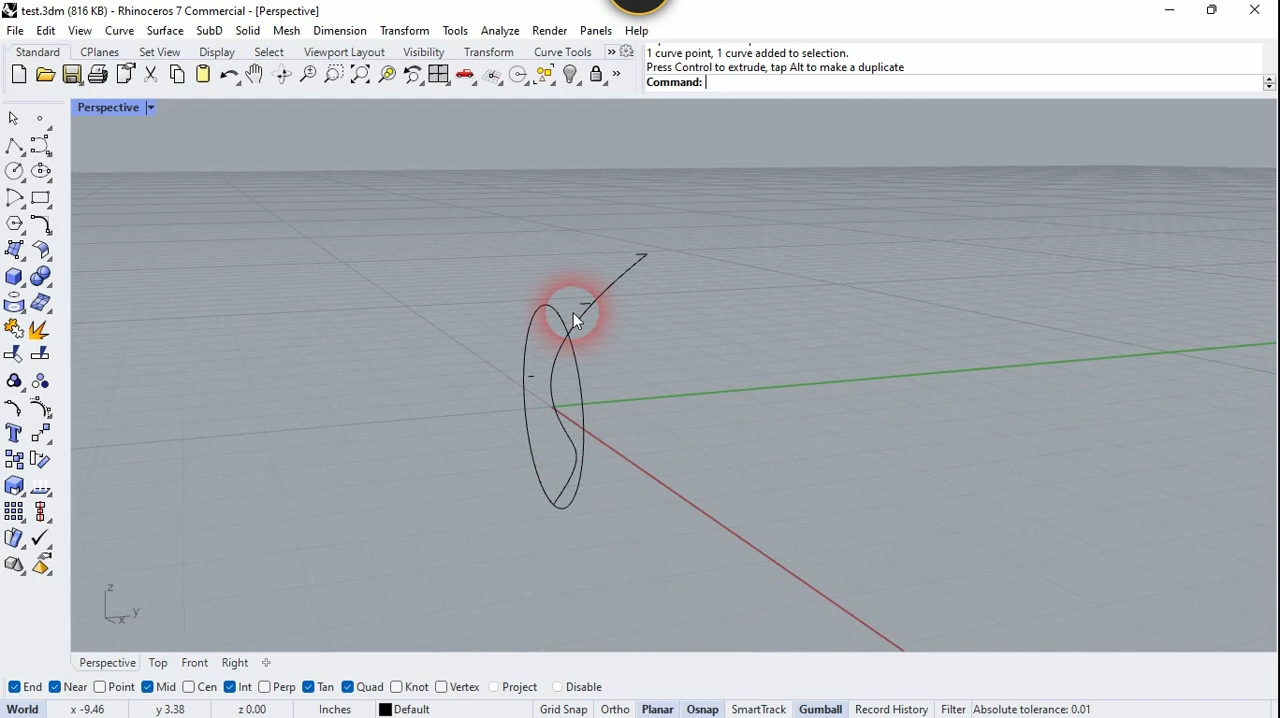 test.3dm (816 KB) - Rhinoceros 7 Commercial - [Perspective]
File Edit View Curve Surface SubD Solid Mesh Dimension Transform Tools Analyze Render Panels Help
Standard CPlanes Set View Display Select Viewport Layout Visibility Transform Curve Tools »
1 curve point, 1 curve added to selection.
Press Control to extrude, tap Alt to make a duplicate
Command:
Perspective
z
y
x
Perspective Top Front Right
End Near Point Mid Cen Int Perp Tan Quad Knot Vertex Project Disable
World x -9.46 y 3.38 z 0.00 Inches Default Grid Snap Ortho Planar Osnap SmartTrack Gumball Record History Filter Absolute tolerance: 0.01